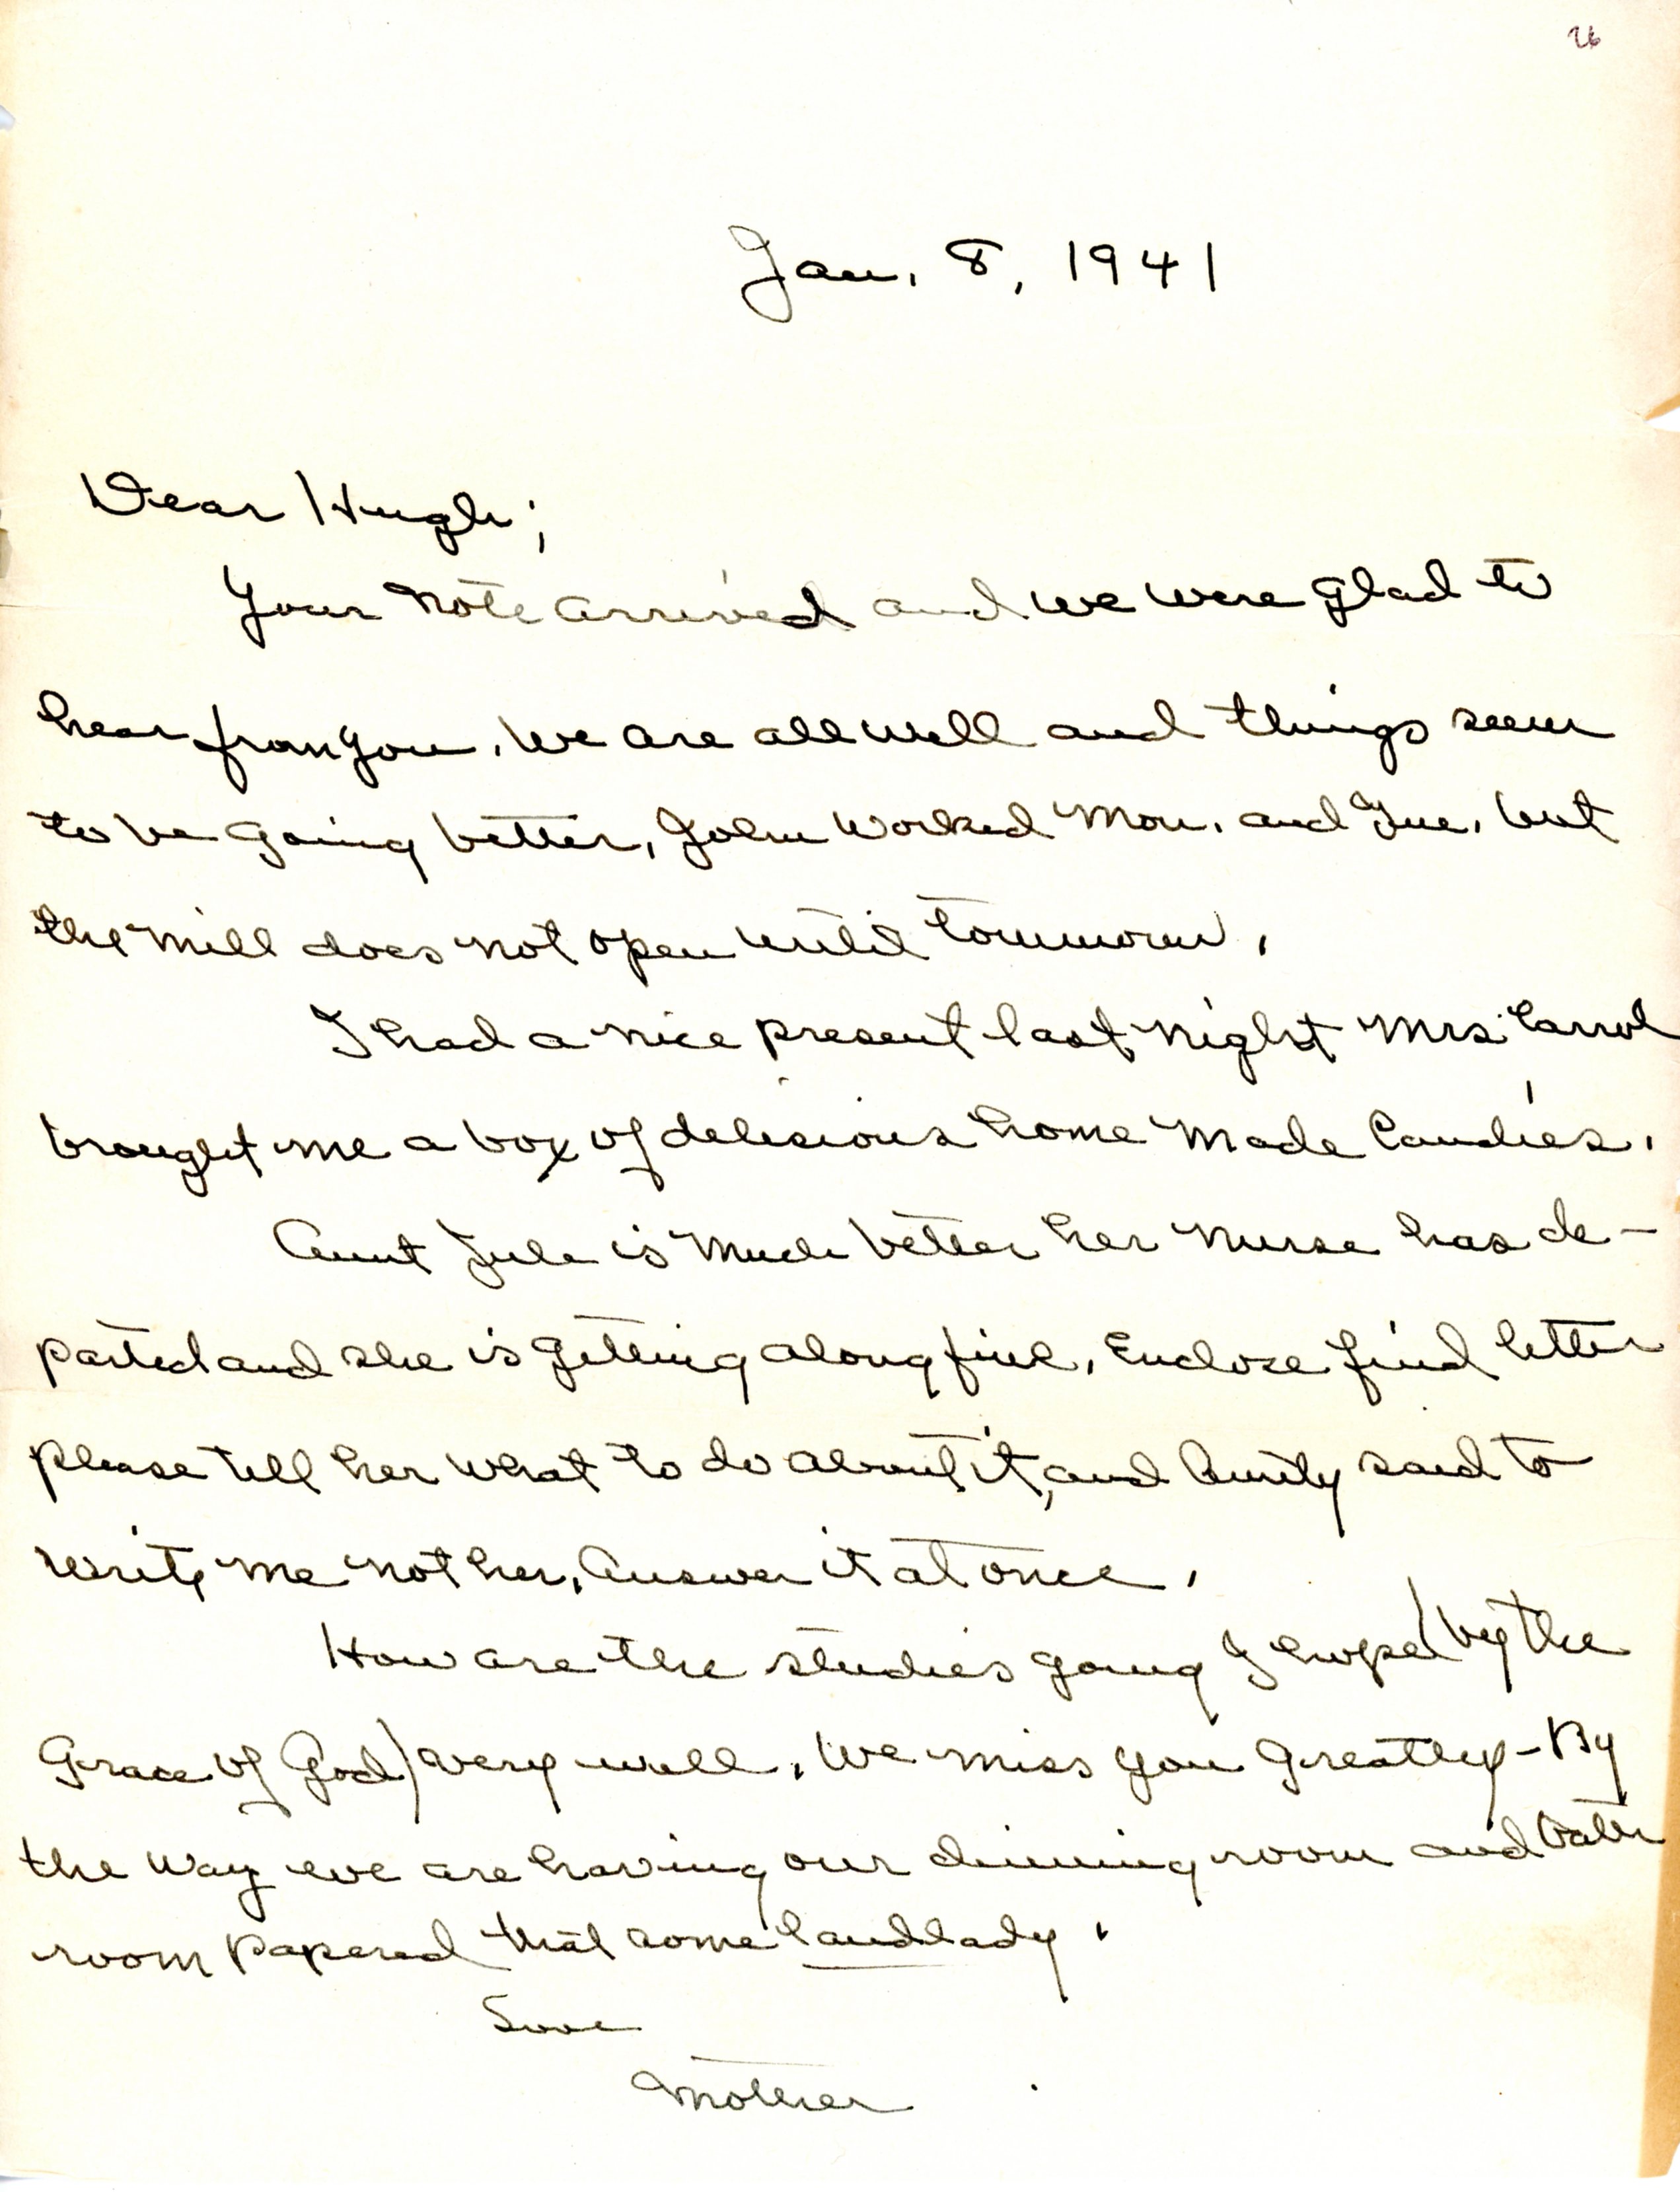 26
Jan. 8, 1941
Dear Hugh;
Your note arrived and we were glad to
hear from you. We are all well and things seem
to be going better, John worked Mon. and Tue. but
the mill does not open until tommorow.
I had a nice present last night Mrs. Carrol
brought me a box of delicious home made Candies.
Aunt Jule is much better her nurse has de-
parted and she is getting along fine. Enclose find letter
please tell her what to do about it, and Aunty said to
write me not her. Answer it at once.
How are the studies going I hope (by the
Grace of God) very well. We miss you greatly - By
the way we are having our dinning room and bath
room papered that some landlady.
Love
Mother